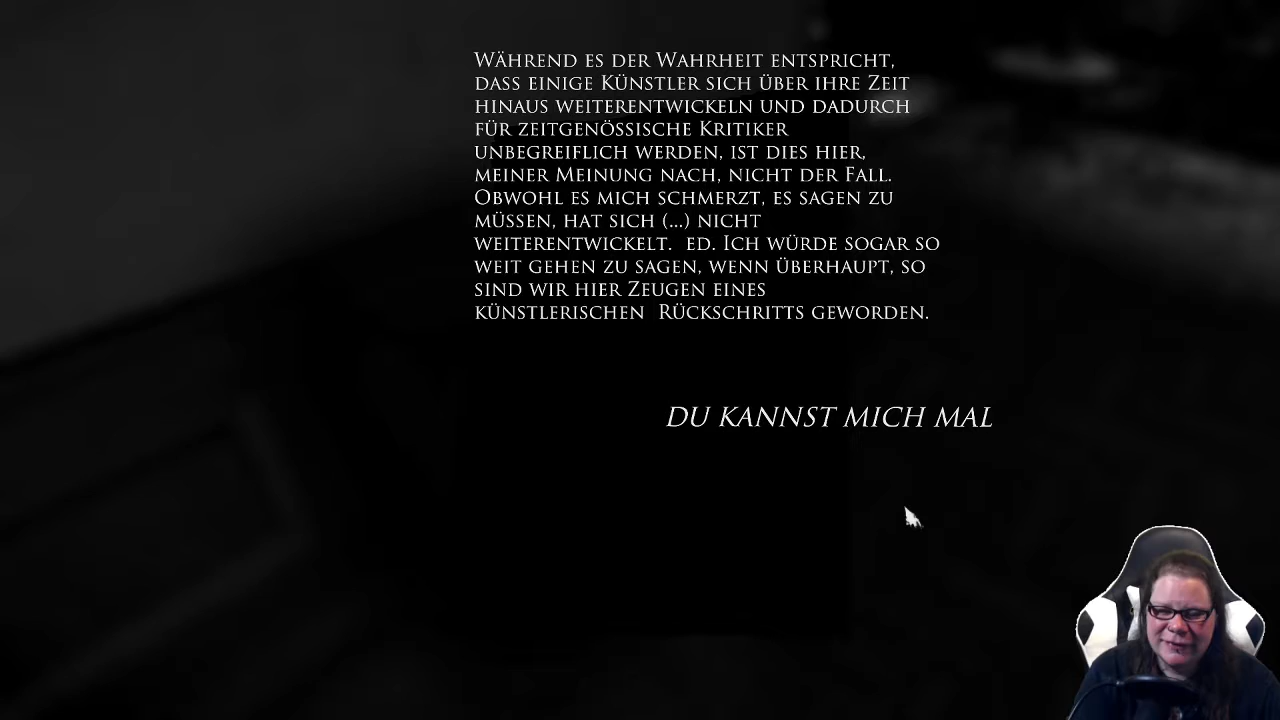 Während es der Wahrheit entspricht,
dass einige Künstler sich über ihre Zeit
hinaus weiterentwickeln und dadurch
für zeitgenössische Kritiker
unbegreiflich werden, ist dies hier,
meiner Meinung nach, nicht der Fall.
Obwohl es mich schmerzt, es sagen zu
müssen, hat sich (...) nicht
weiterentwickelt.  ed. Ich würde sogar so
weit gehen zu sagen, wenn überhaupt, so
sind wir hier Zeugen eines
künstlerischen  Rückschritts geworden.
DU KANNST MICH MAL